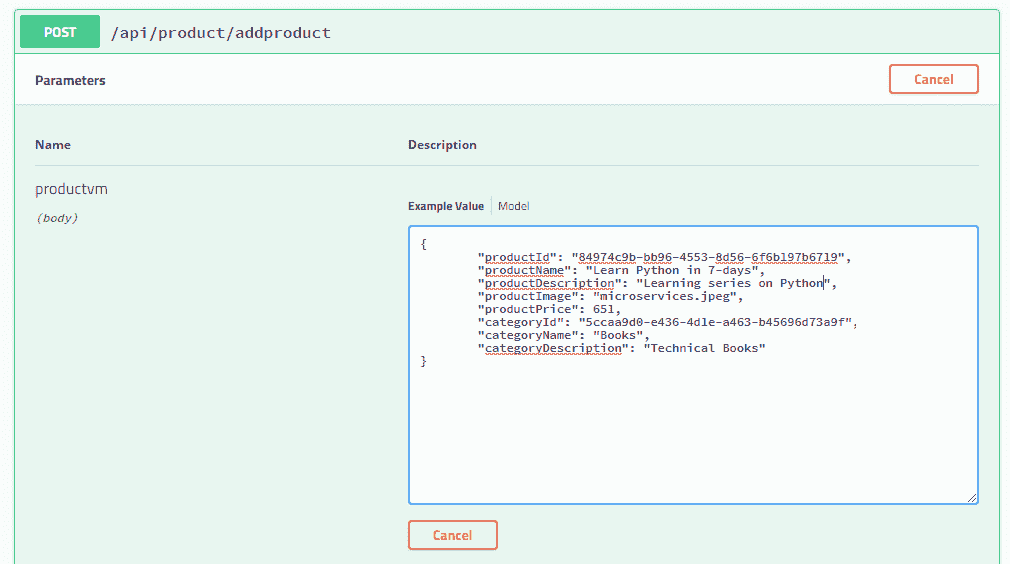 POST /api/product/addproduct
Parameters
Cancel
Name
Description
productvm
(body)
Example Value
Model
{
"productId": "84974c9b-bb96-4553-8d56-6f6b197b6719",
"productName": "Learn Python in 7-days",
"productDescription": "Learning series on Python",
"productImage": "microservices.jpeg",
"productPrice": 651,
"categoryId": "5ccaa9d0-e436-4d1e-a463-b45696d73a9f",
"categoryName": "Books",
"categoryDescription": "Technical Books"
}
Cancel